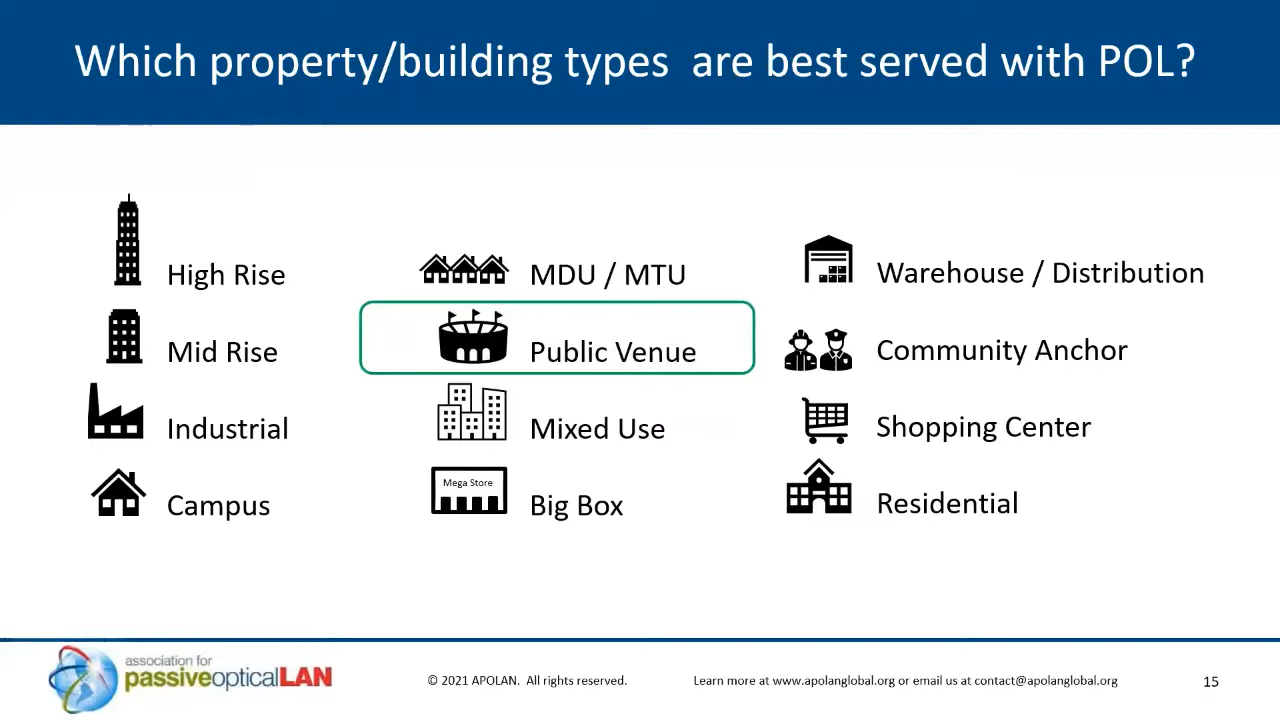 Which property/building types are best served with POL?
High Rise
Mid Rise
Industrial
Campus
MDU / MTU
Public Venue
Mixed Use
Mega Store
Big Box
Warehouse / Distribution
Community Anchor
Shopping Center
Residential
association for
passiveopticalLAN
© 2021 APOLAN. All rights reserved.
Learn more at www.apolanglobal.org or email us at contact@apolanglobal.org
15